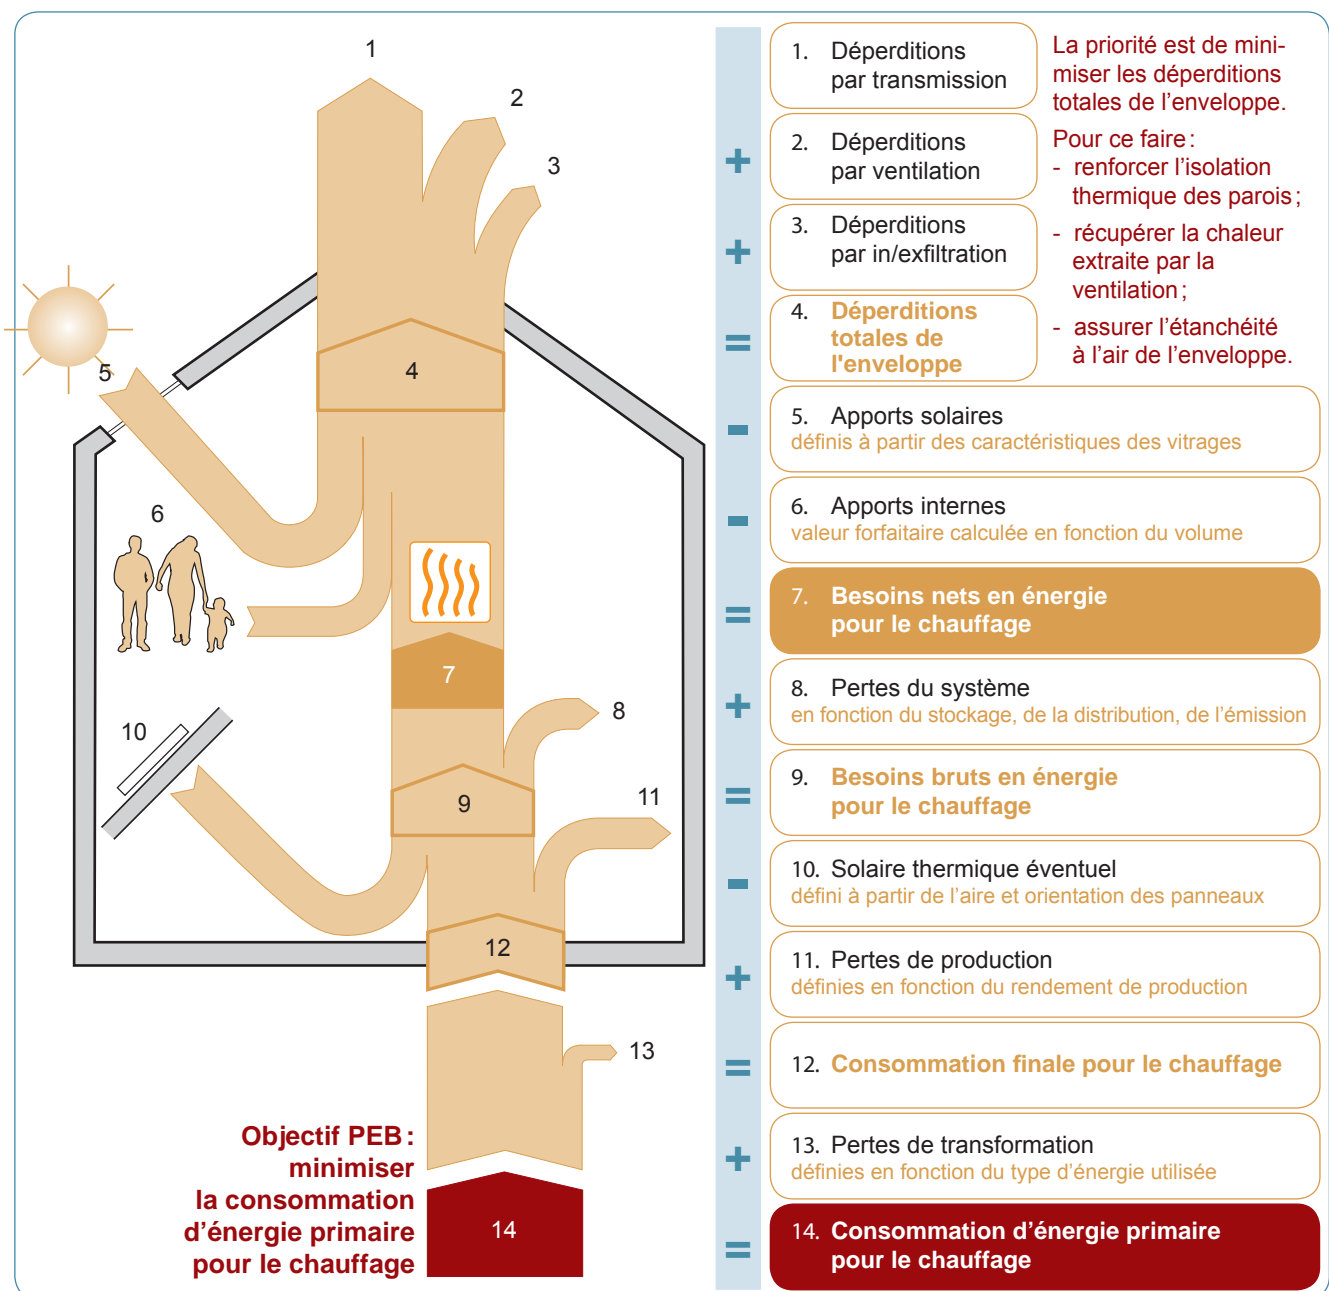 1
2
3
4
5
6
7
8
9
10
11
12
13
14
Objectif PEB :
minimiser
la consommation
d'énergie primaire
pour le chauffage
1. Déperditions
par transmission
+
2. Déperditions
par ventilation
+
3. Déperditions
par in/exfiltration
=
4. Déperditions
totales de
l'enveloppe
La priorité est de mini-
miser les déperditions
totales de l’enveloppe.
Pour ce faire :
- renforcer l’isolation
thermique des parois ;
- récupérer la chaleur
extraite par la
ventilation ;
- assurer l’étanchéité
à l’air de l’enveloppe.
-
5. Apports solaires
définis à partir des caractéristiques des vitrages
-
6. Apports internes
valeur forfaitaire calculée en fonction du volume
=
7. Besoins nets en énergie
pour le chauffage
+
8. Pertes du système
en fonction du stockage, de la distribution, de l’émission
=
9. Besoins bruts en énergie
pour le chauffage
-
10. Solaire thermique éventuel
défini à partir de l’aire et orientation des panneaux
+
11. Pertes de production
définies en fonction du rendement de production
=
12. Consommation finale pour le chauffage
+
13. Pertes de transformation
définies en fonction du type d’énergie utilisée
=
14. Consommation d’énergie primaire
pour le chauffage